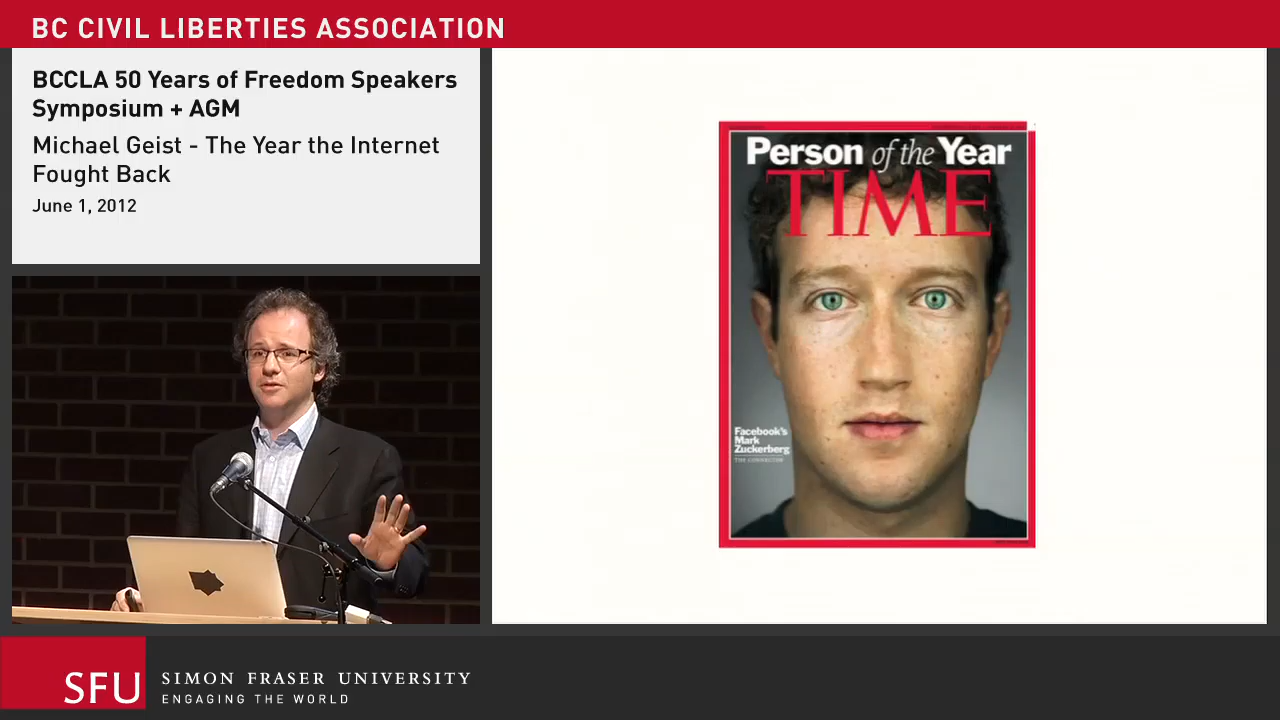 BC CIVIL LIBERTIES ASSOCIATION
BCCLA 50 Years of Freedom Speakers
Symposium + AGM
Michael Geist - The Year the Internet
Fought Back
June 1, 2012
Person of the Year
TIME
Facebook's
Mark
Zuckerberg
THE CONNECTOR
SFU
SIMON FRASER UNIVERSITY
ENGAGING THE WORLD